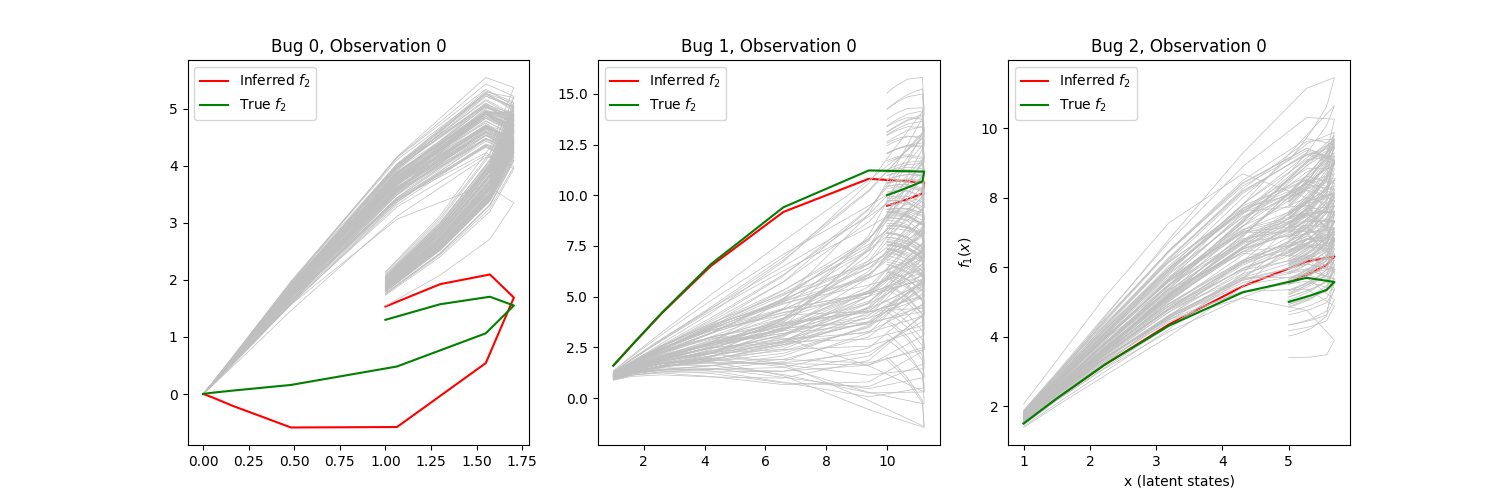 Bug 0, Observation 0
Inferred f₂
True f₂
5
4
3
2
1
0
0.00 0.25 0.50 0.75 1.00 1.25 1.50 1.75
Bug 1, Observation 0
Inferred f₂
True f₂
15.0
12.5
10.0
7.5
5.0
2.5
0.0
2 4 6 8 10
Bug 2, Observation 0
Inferred f₂
True f₂
f₁(x)
10
8
6
4
2
1 2 3 4 5
x (latent states)